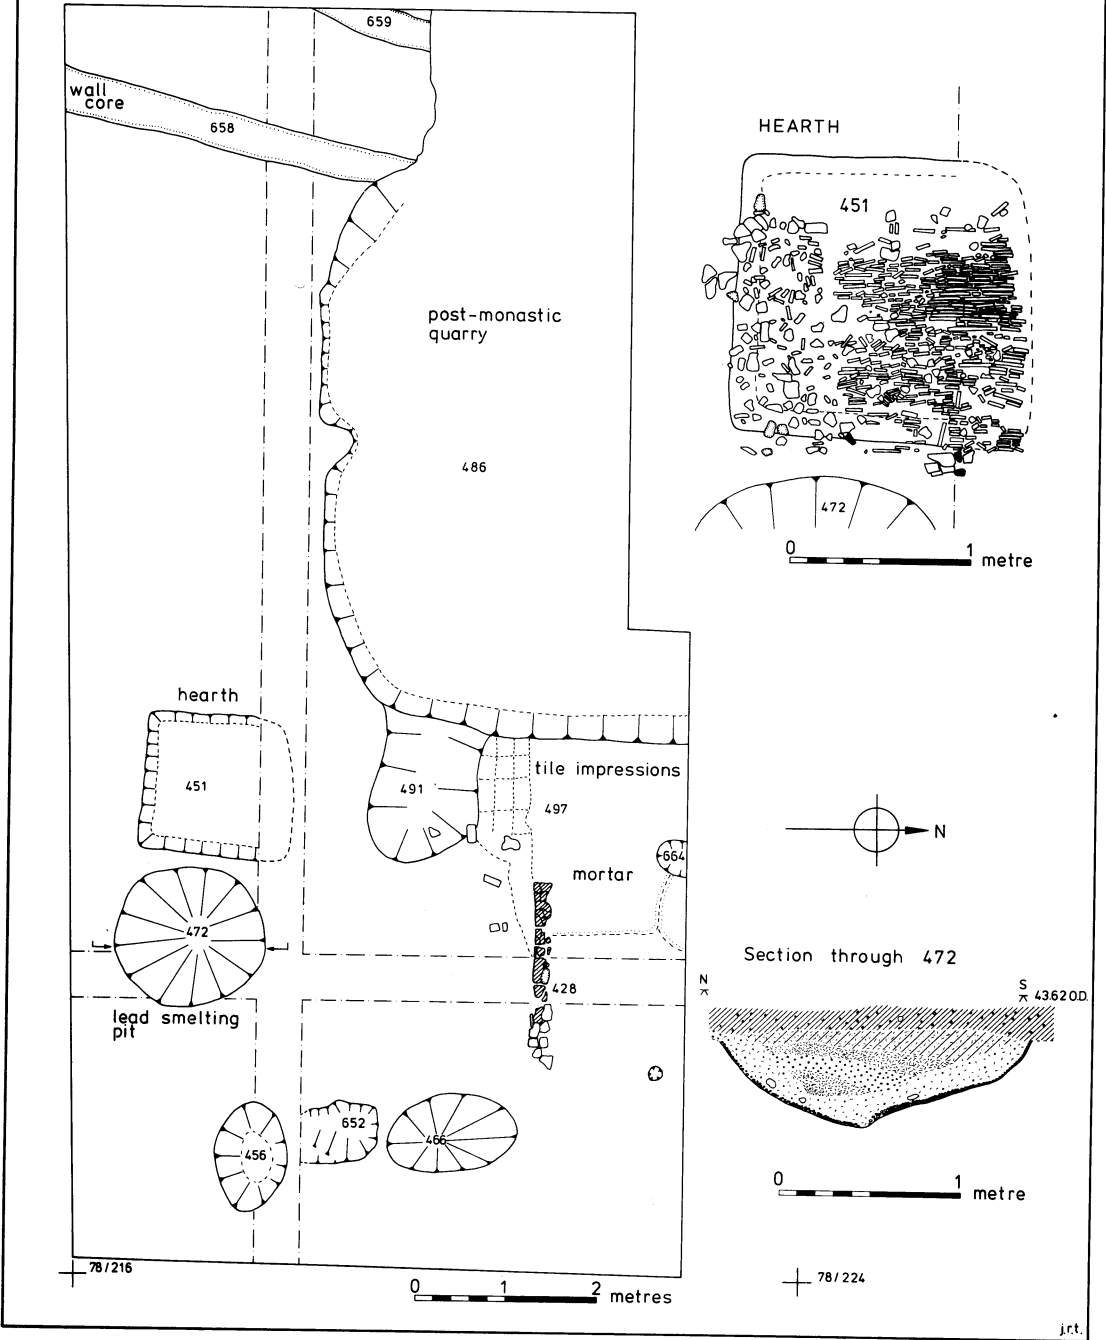 659
wall
core
658
HEARTH
451
post-monastic
quarry
486
472
0 1 metre
hearth
451
491
tile impressions
497
664
mortar
N
472
428
lead smelting
pit
Section through 472
N
S
43.62 O.D.
652
466
456
0 1 metre
78/216
0 1 2 metres
78/224
j.r.t.